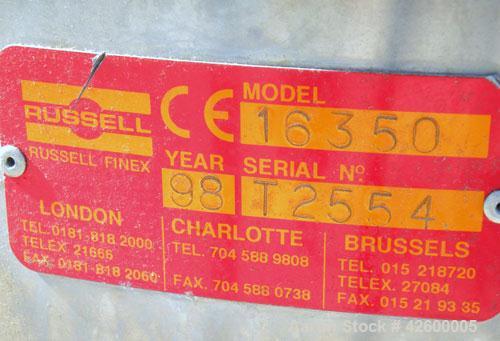 RUSSELL
RUSSELL FINEX
CE
MODEL
16350
YEAR SERIAL Nº
98 T2554
LONDON
TEL. 0181-818 2000
TELEX 21666
FAX. 0181-818 2060
CHARLOTTE
TEL. 704 588 9808
FAX. 704 588 0738
BRUSSELS
TEL. 015 218720
TELEX. 27084
FAX. 015 21 93 35
Stock # 42600005